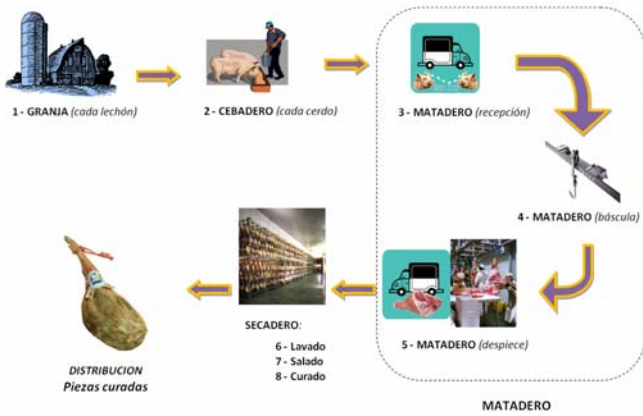 1 - GRANJA (cada lechón)
2 - CEBADERO (cada cerdo)
3 - MATADERO (recepción)
4 - MATADERO (báscula)
5 - MATADERO (despiece)
SECADERO:
6 - Lavado
7 - Salado
8 - Curado
DISTRIBUCION
Piezas curadas
MATADERO